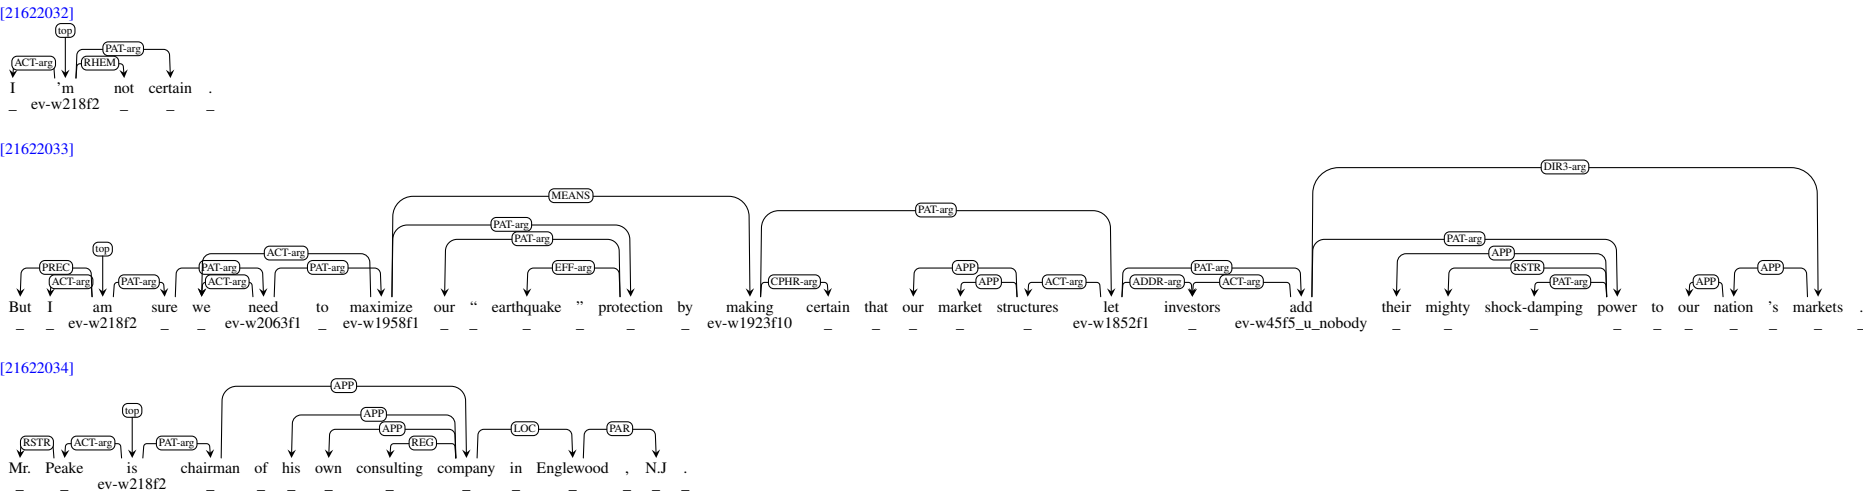 [21622032]
top
PAT-arg
ACT-arg RHEM
I 'm not certain .
_ ev-w218f2 _ _ _
[21622033]
DIR3-arg
MEANS
PAT-arg
PAT-arg
top ACT-arg PAT-arg PAT-arg
APP
PREC PAT-arg PAT-arg EFF-arg APP PAT-arg RSTR APP
ACT-arg PAT-arg ACT-arg CPHR-arg APP ACT-arg ADDR-arg ACT-arg PAT-arg APP
But I am sure we need to maximize our “ earthquake ” protection by making certain that our market structures let investors add their mighty shock-damping power to our nation 's markets .
_ _ ev-w218f2 _ _ ev-w2063f1 _ ev-w1958f1 _ _ _ _ _ _ ev-w1923f10 _ _ _ _ _ ev-w1852f1 _ ev-w45f5_u_nobody _ _ _ _ _ _ _ _ _ _
[21622034]
APP
top APP
APP LOC PAR
RSTR ACT-arg PAT-arg REG
Mr. Peake is chairman of his own consulting company in Englewood , N.J .
_ _ ev-w218f2 _ _ _ _ _ _ _ _ _ _ _